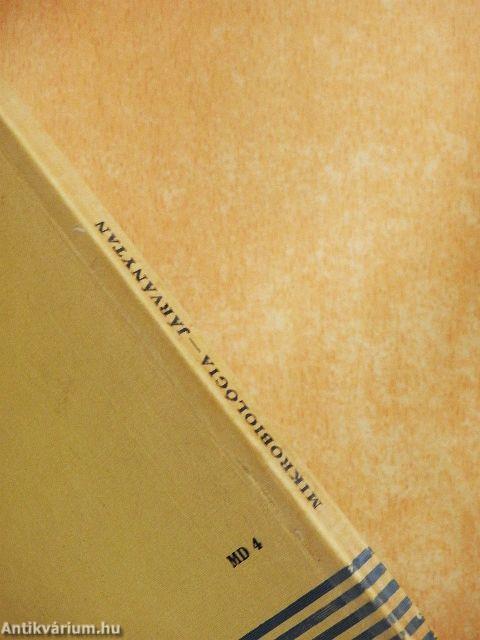 MIKROBIOLÓGIA — JÁRVÁNYTAN
MD 4
Antikvárium.hu